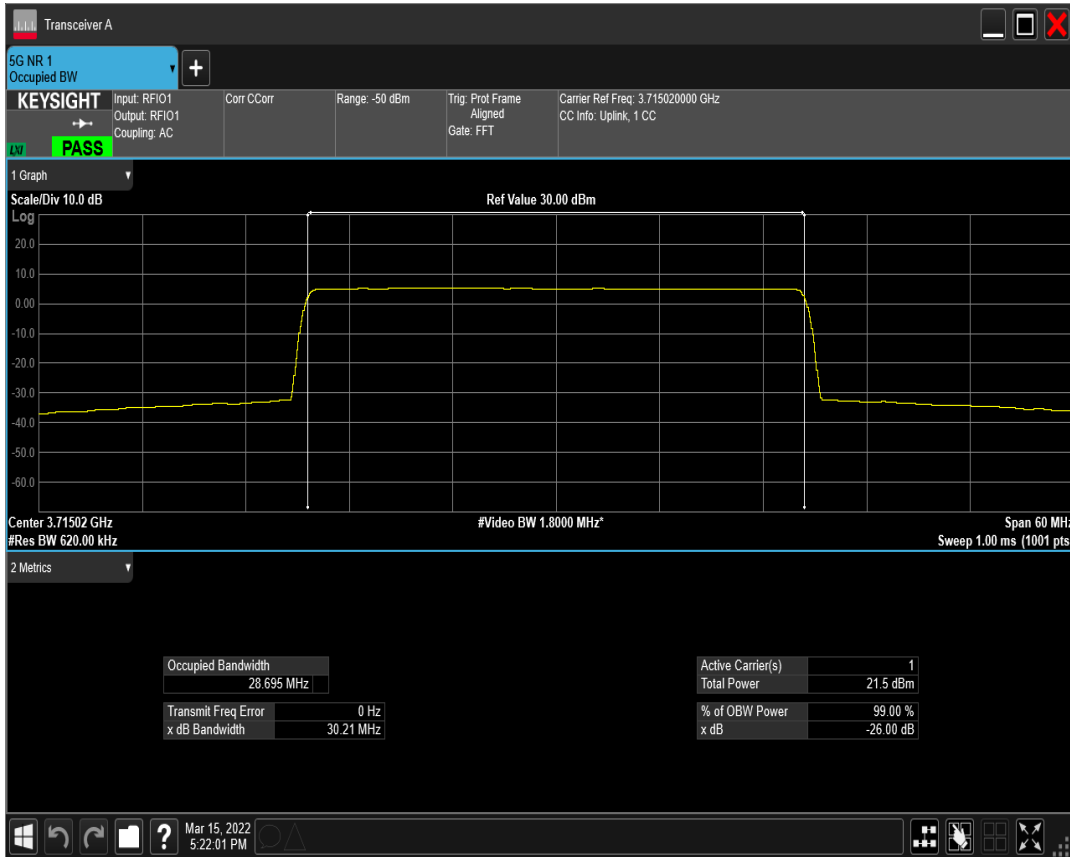 Transceiver A
5G NR 1
Occupied BW
KEYSIGHT
LXI
PASS
Input: RFIO1
Output: RFIO1
Coupling: AC
Corr CCorr
Range: -50 dBm
Trig: Prot Frame
Aligned
Gate: FFT
Carrier Ref Freq: 3.715020000 GHz
CC Info: Uplink, 1 CC
1 Graph
Scale/Div 10.0 dB
Ref Value 30.00 dBm
Log
20.0
10.0
0.00
-10.0
-20.0
-30.0
-40.0
-50.0
-60.0
Center 3.71502 GHz
#Video BW 1.8000 MHz*
Span 60 MHz
#Res BW 620.00 kHz
Sweep 1.00 ms (1001 pts
2 Metrics
Occupied Bandwidth
28.695 MHz
Transmit Freq Error 0 Hz
x dB Bandwidth 30.21 MHz
Active Carrier(s) 1
Total Power 21.5 dBm
% of OBW Power 99.00 %
x dB -26.00 dB
Mar 15, 2022
5:22:01 PM